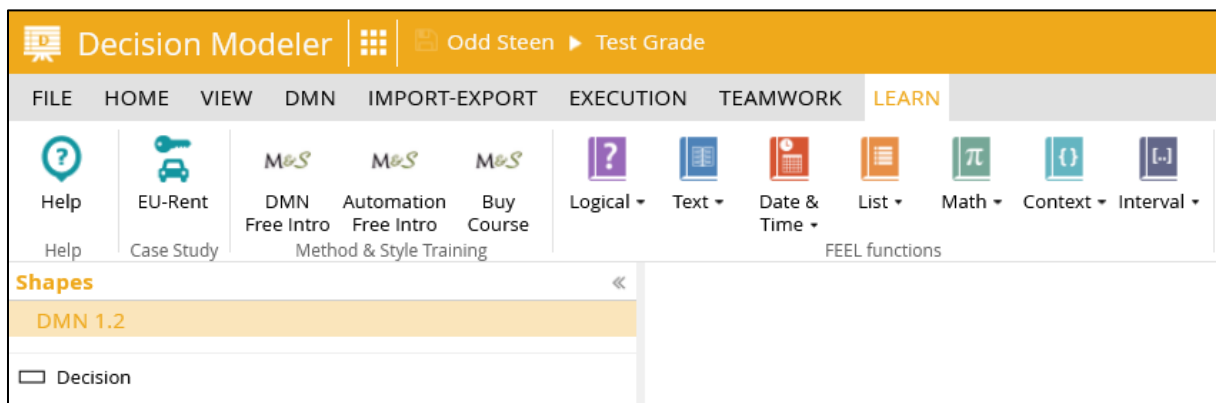 D Decision Modeler Odd Steen ▶ Test Grade
FILE HOME VIEW DMN IMPORT-EXPORT EXECUTION TEAMWORK LEARN
? M&S M&S M&S ? π {} [..]
Help EU-Rent DMN Automation Buy Logical Text Date & List Math Context Interval
Free Intro Free Intro Course Time
Help Case Study Method & Style Training FEEL functions
Shapes «
DMN 1.2
Decision